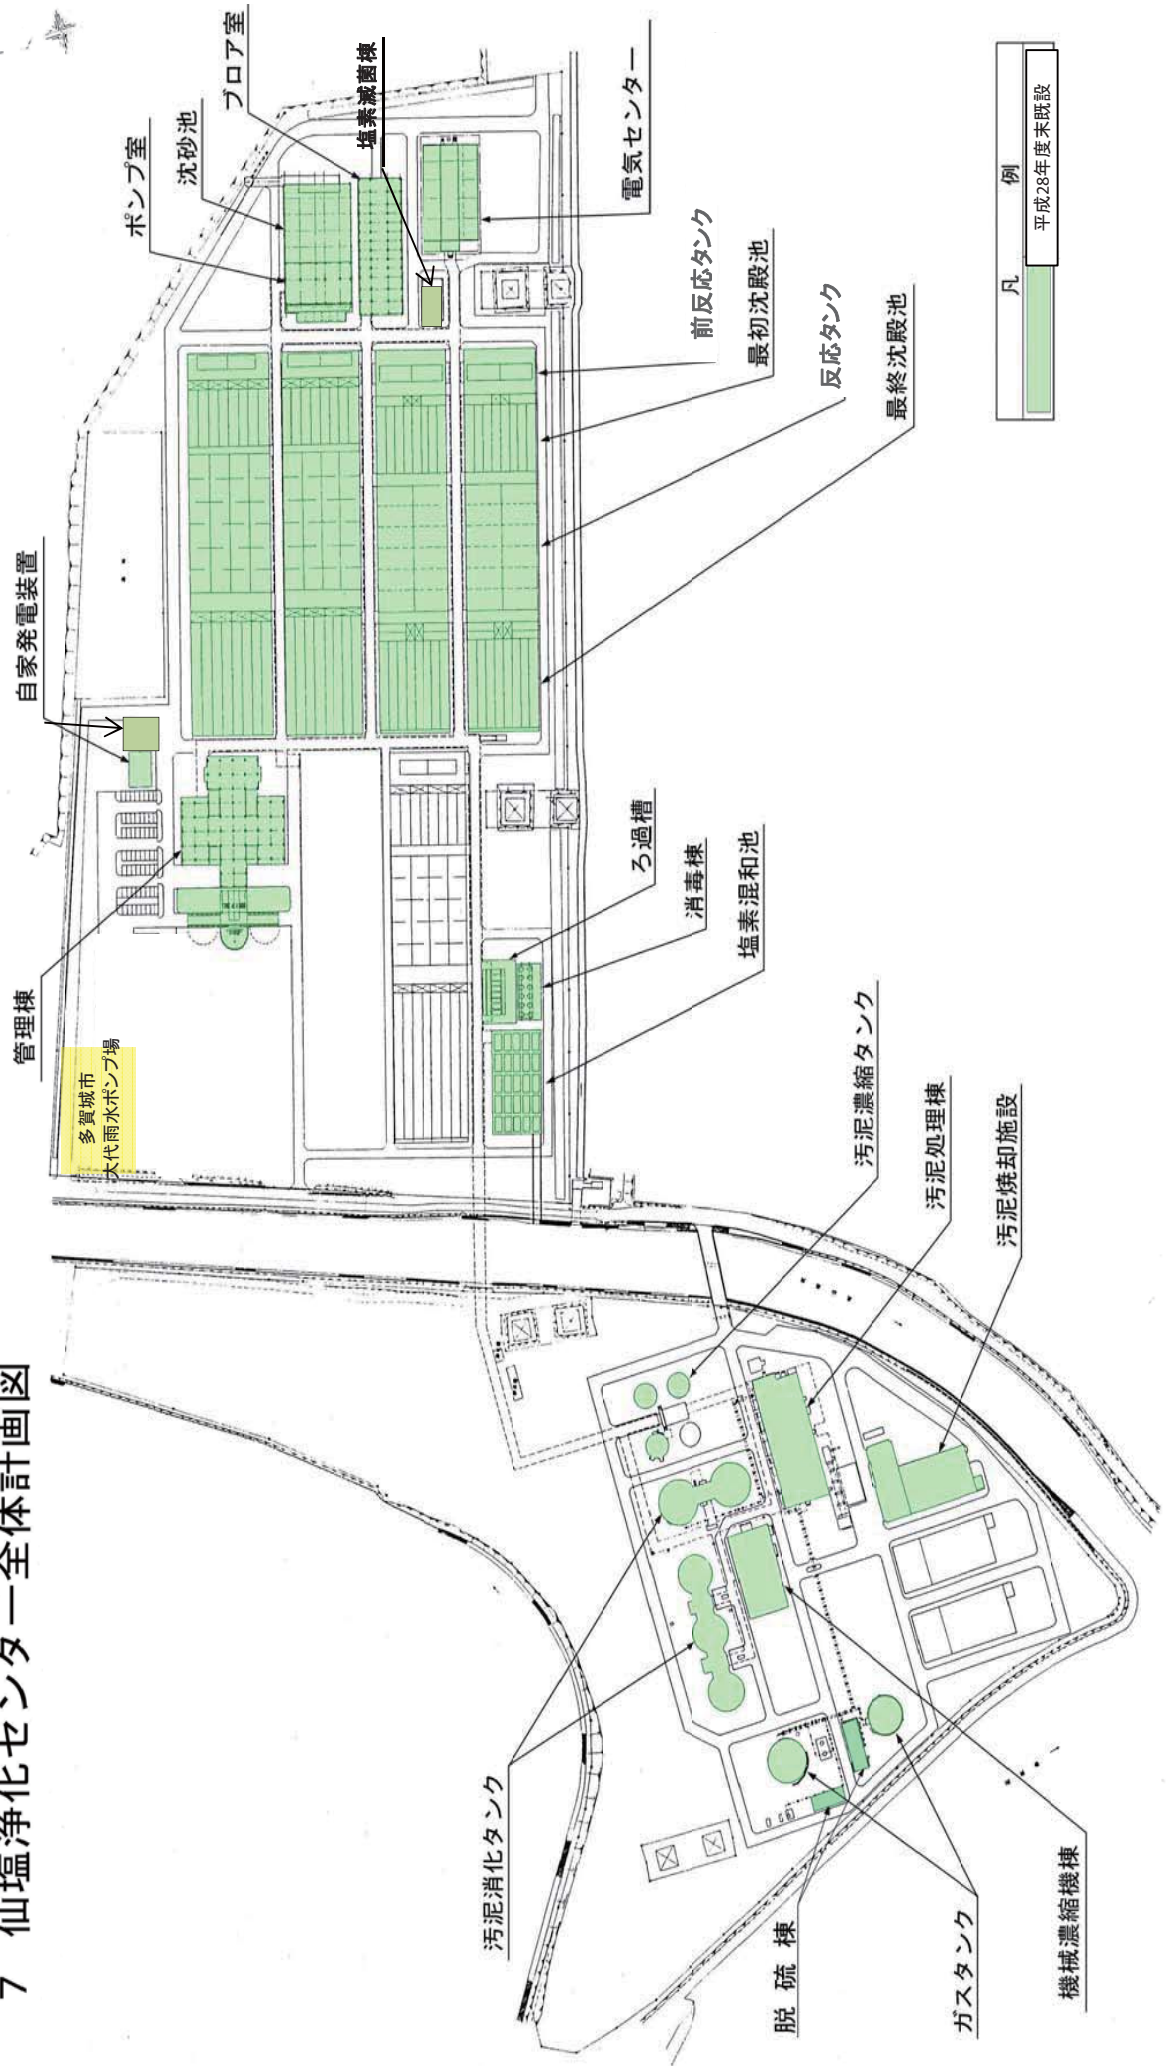 7 仙塩浄化センター全体計画図
自家発電装置
管理棟
多賀城市
大代雨水ポンプ場
ポンプ室
沈砂池
ブロア室
塩素滅菌棟
電気センター
前反応タンク
最初沈殿池
反応タンク
最終沈殿池
ろ過槽
消毒棟
塩素混和池
汚泥濃縮タンク
汚泥処理棟
汚泥焼却施設
汚泥消化タンク
脱硫棟
ガスタンク
機械濃縮機棟
凡例
平成28年度末既設